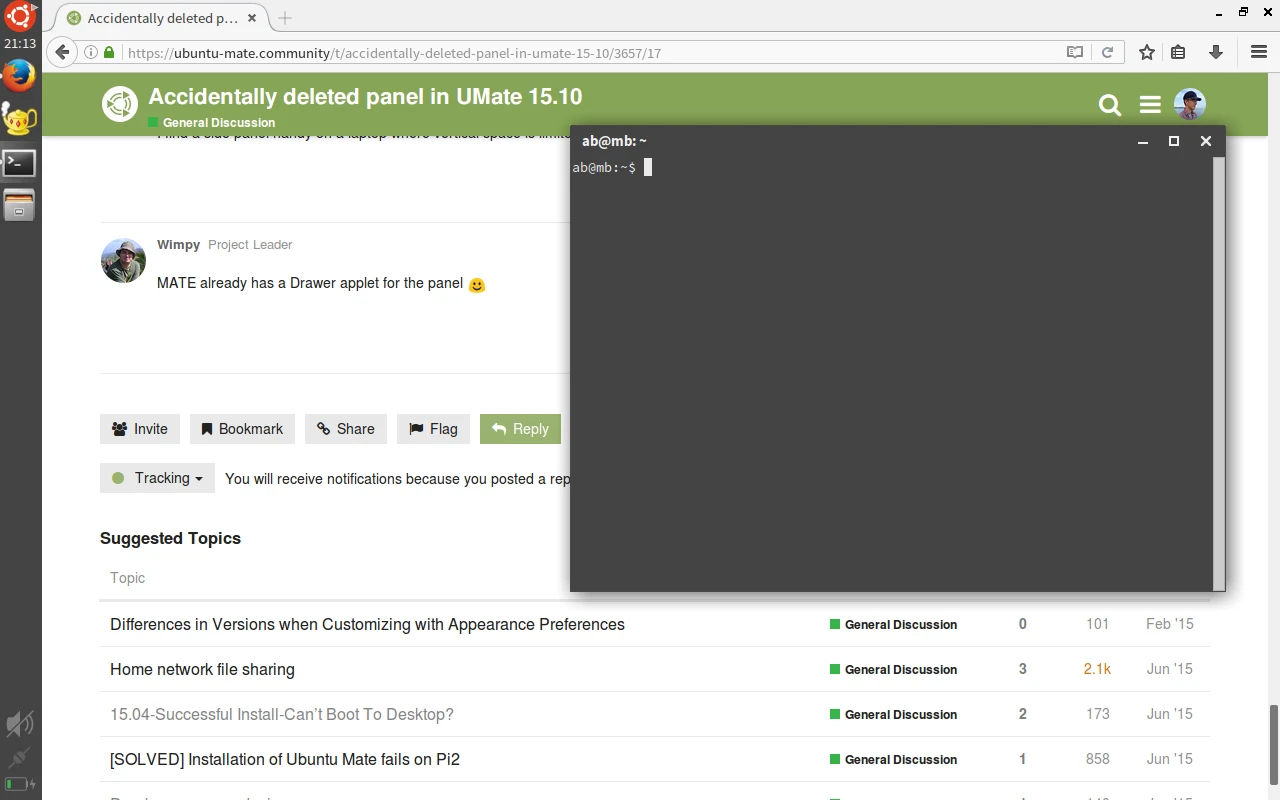 Accidentally deleted p...
21:13
https://ubuntu-mate.community/t/accidentally-deleted-panel-in-umate-15-10/3657/17
Accidentally deleted panel in UMate 15.10
General Discussion
ab@mb: ~
ab@mb:~$
Wimpy Project Leader
MATE already has a Drawer applet for the panel
Invite Bookmark Share Flag Reply
Tracking You will receive notifications because you posted a rep
Suggested Topics
Topic
Differences in Versions when Customizing with Appearance Preferences General Discussion 0 101 Feb '15
Home network file sharing General Discussion 3 2.1k Jun '15
15.04-Successful Install-Can't Boot To Desktop? General Discussion 2 173 Jun '15
[SOLVED] Installation of Ubuntu Mate fails on Pi2 General Discussion 1 858 Jun '15